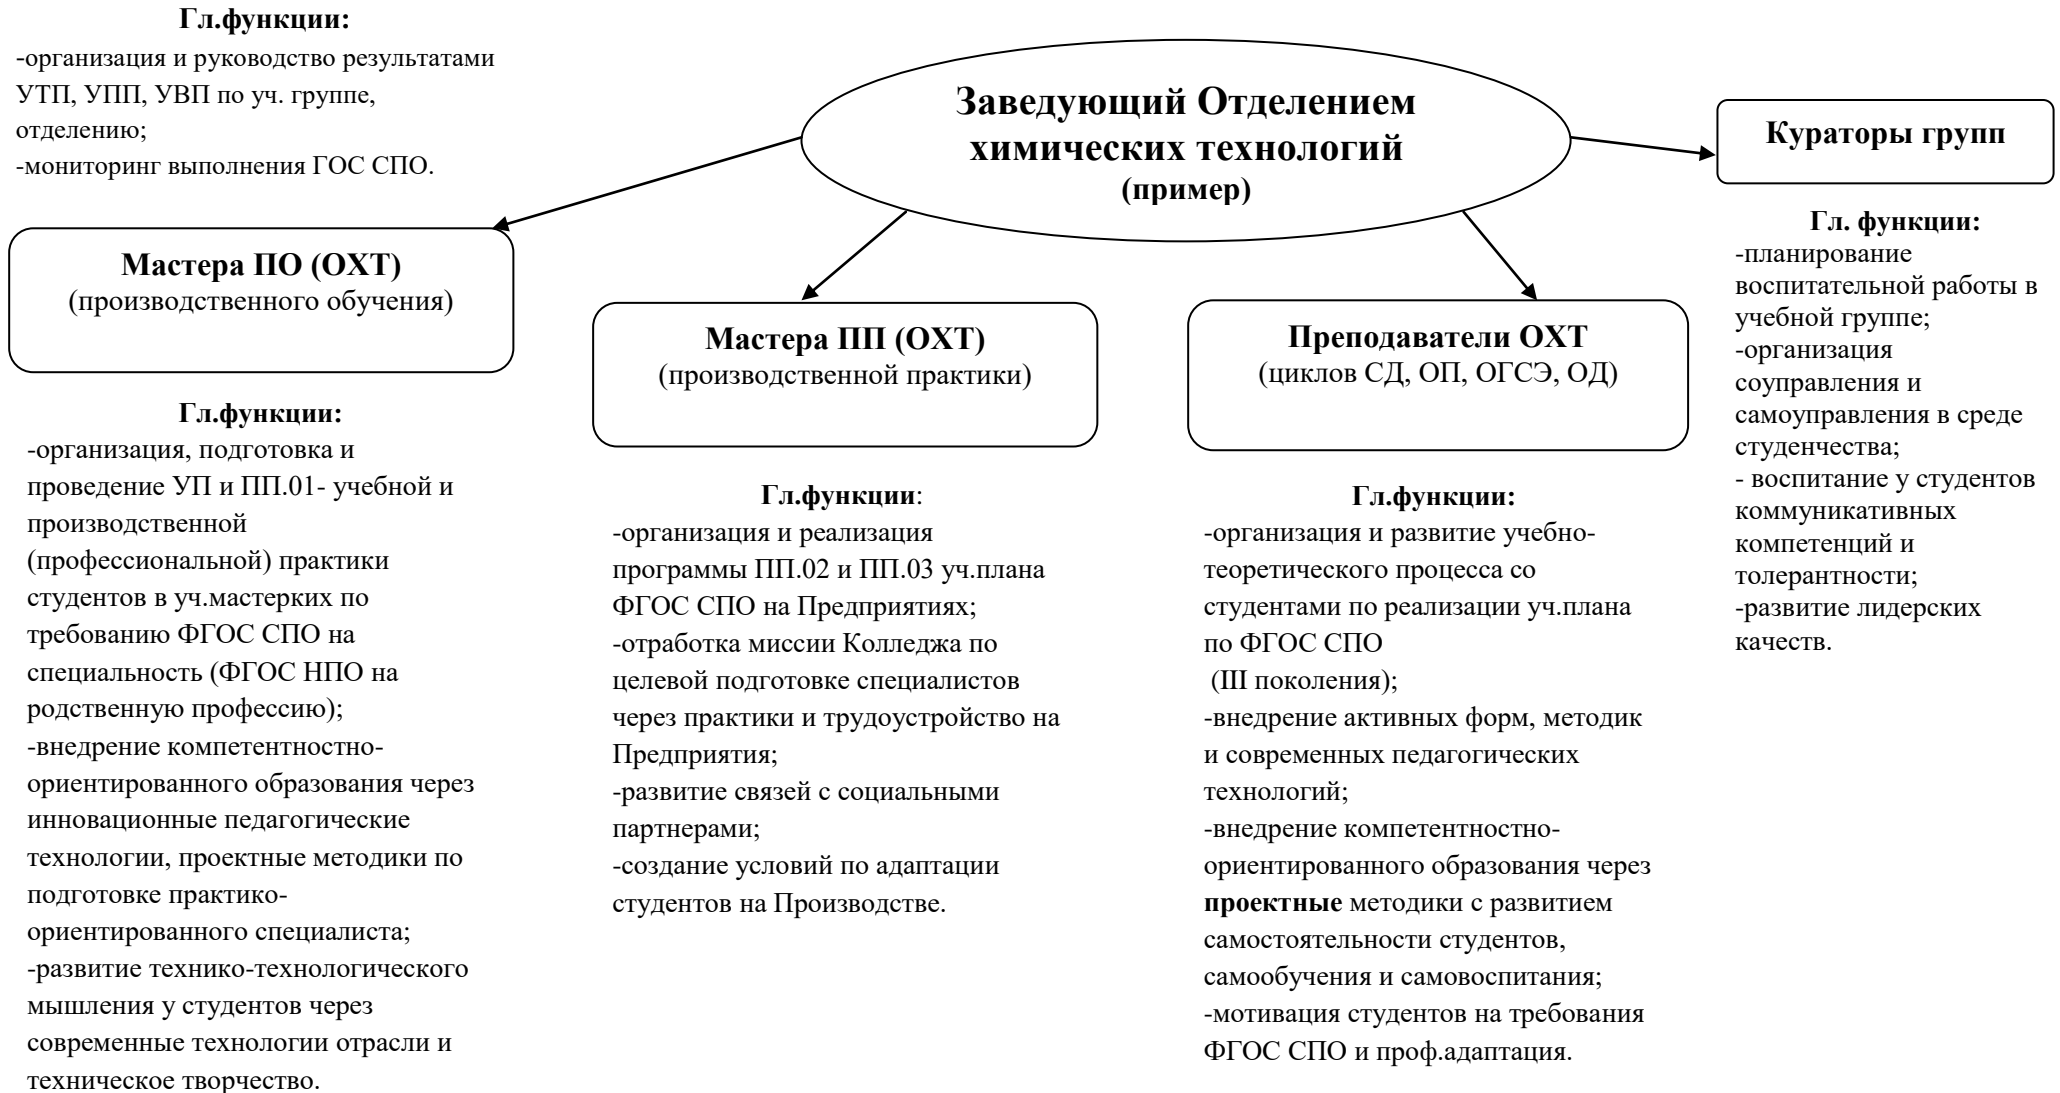 Гл.функции:
-организация и руководство результатами
УТП, УПП, УВП по уч. группе,
отделению;
-мониторинг выполнения ГОС СПО.
Заведующий Отделением
химических технологий
(пример)
Кураторы групп
Гл. функции:
-планирование
воспитательной работы в
учебной группе;
-организация
соуправления и
самоуправления в среде
студенчества;
- воспитание у студентов
коммуникативных
компетенций и
толерантности;
-развитие лидерских
качеств.
Мастера ПО (ОХТ)
(производственного обучения)
Гл.функции:
-организация, подготовка и
проведение УП и ПП.01- учебной и
производственной
(профессиональной) практики
студентов в уч.мастерких по
требованию ФГОС СПО на
специальность (ФГОС НПО на
родственную профессию);
-внедрение компетентностно-
ориентированного образования через
инновационные педагогические
технологии, проектные методики по
подготовке практико-
ориентированного специалиста;
-развитие технико-технологического
мышления у студентов через
современные технологии отрасли и
техническое творчество.
Мастера ПП (ОХТ)
(производственной практики)
Гл.функции:
-организация и реализация
программы ПП.02 и ПП.03 уч.плана
ФГОС СПО на Предприятиях;
-отработка миссии Колледжа по
целевой подготовке специалистов
через практики и трудоустройство на
Предприятия;
-развитие связей с социальными
партнерами;
-создание условий по адаптации
студентов на Производстве.
Преподаватели ОХТ
(циклов СД, ОП, ОГСЭ, ОД)
Гл.функции:
-организация и развитие учебно-
теоретического процесса со
студентами по реализации уч.плана
по ФГОС СПО
(III поколения);
-внедрение активных форм, методик
и современных педагогических
технологий;
-внедрение компетентностно-
ориентированного образования через
проектные методики с развитием
самостоятельности студентов,
самообучения и самовоспитания;
-мотивация студентов на требования
ФГОС СПО и проф.адаптация.